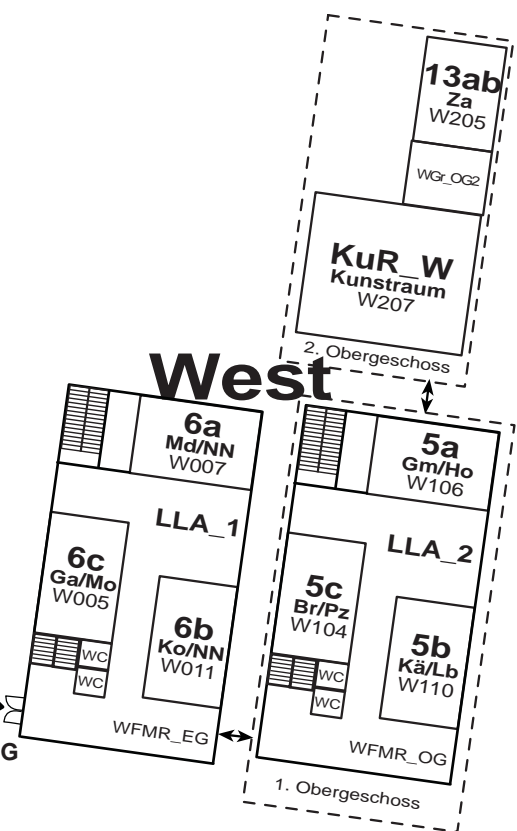 13ab
Za
W205
WGr_OG2
KuR_W
Kunstraum
W207
2. Obergeschoss
West
6a
Md/NN
W007
LLA_1
6c
Ga/Mo
W005
6b
Ko/NN
W011
WC
WC
WFMR_EG
G
5a
Gm/Ho
W106
LLA_2
5c
Br/Pz
W104
5b
Kä/Lb
W110
WC
WC
WFMR_OG
1. Obergeschoss